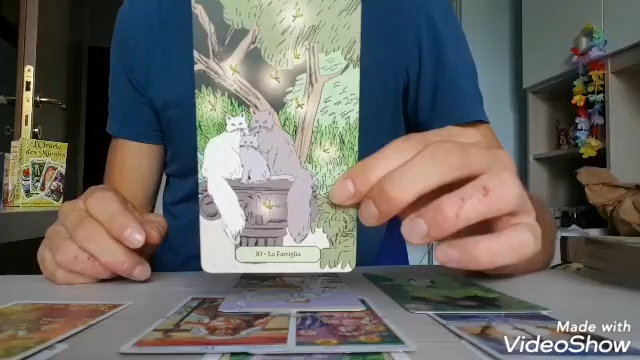 L'Oracle
des Miroirs
XI - La Famiglia
Made with
VideoShow